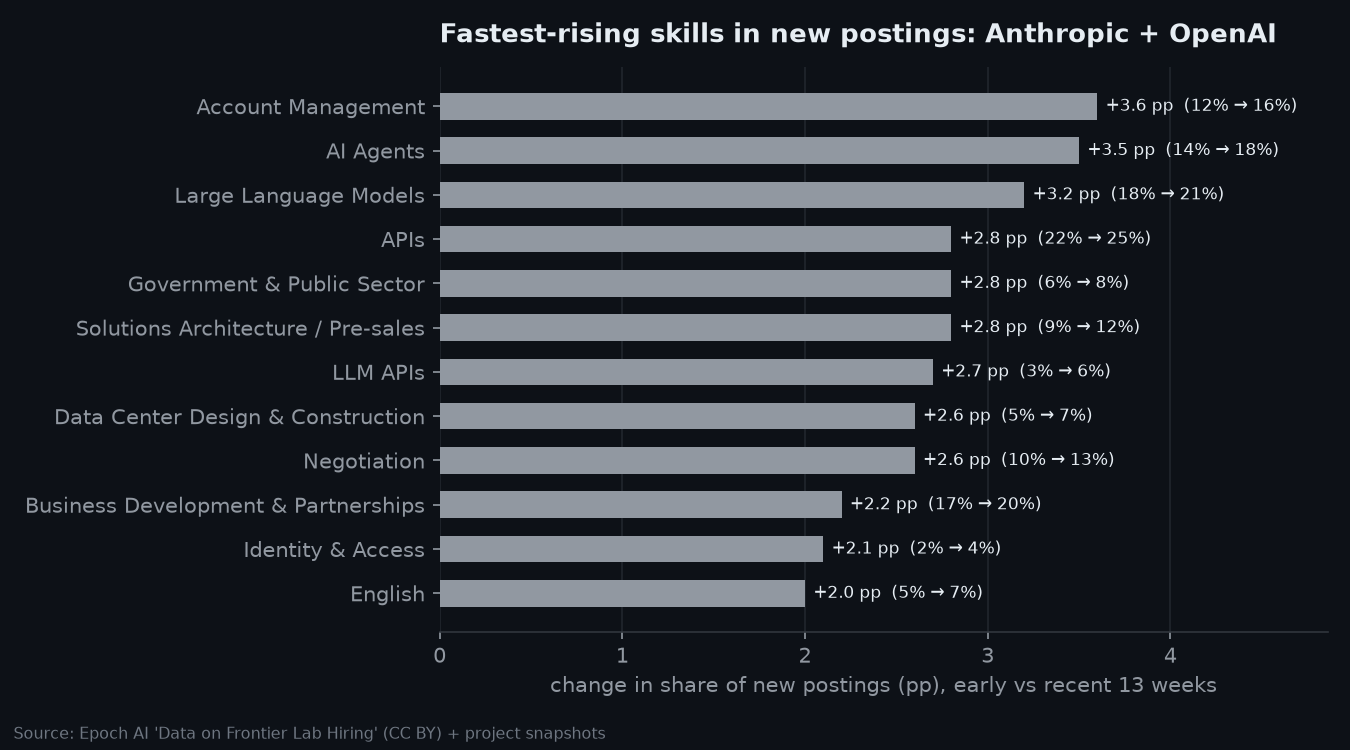 Fastest-rising skills in new postings: Anthropic + OpenAI
Account Management +3.6 pp (12% → 16%)
AI Agents +3.5 pp (14% → 18%)
Large Language Models +3.2 pp (18% → 21%)
APIs +2.8 pp (22% → 25%)
Government & Public Sector +2.8 pp (6% → 8%)
Solutions Architecture / Pre-sales +2.8 pp (9% → 12%)
LLM APIs +2.7 pp (3% → 6%)
Data Center Design & Construction +2.6 pp (5% → 7%)
Negotiation +2.6 pp (10% → 13%)
Business Development & Partnerships +2.2 pp (17% → 20%)
Identity & Access +2.1 pp (2% → 4%)
English +2.0 pp (5% → 7%)
0 1 2 3 4
change in share of new postings (pp), early vs recent 13 weeks
Source: Epoch AI 'Data on Frontier Lab Hiring' (CC BY) + project snapshots